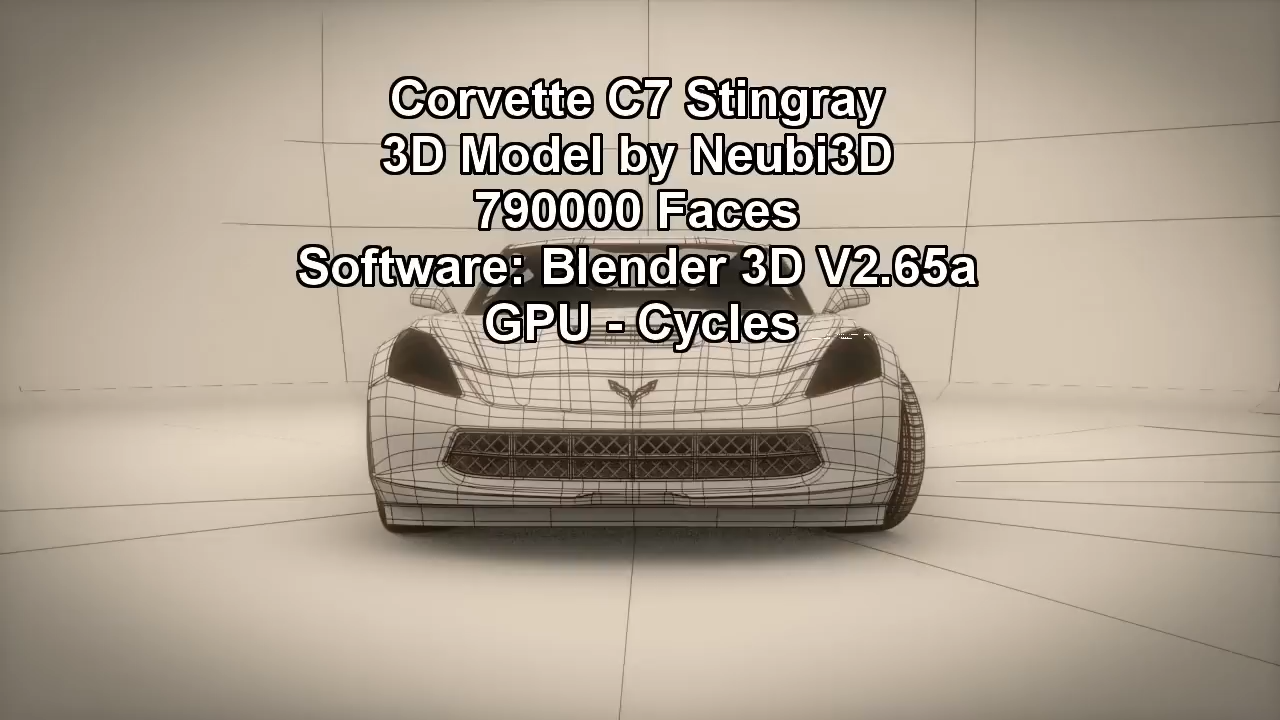 Corvette C7 Stingray
3D Model by Neubi3D
790000 Faces
Software: Blender 3D V2.65a
GPU - Cycles